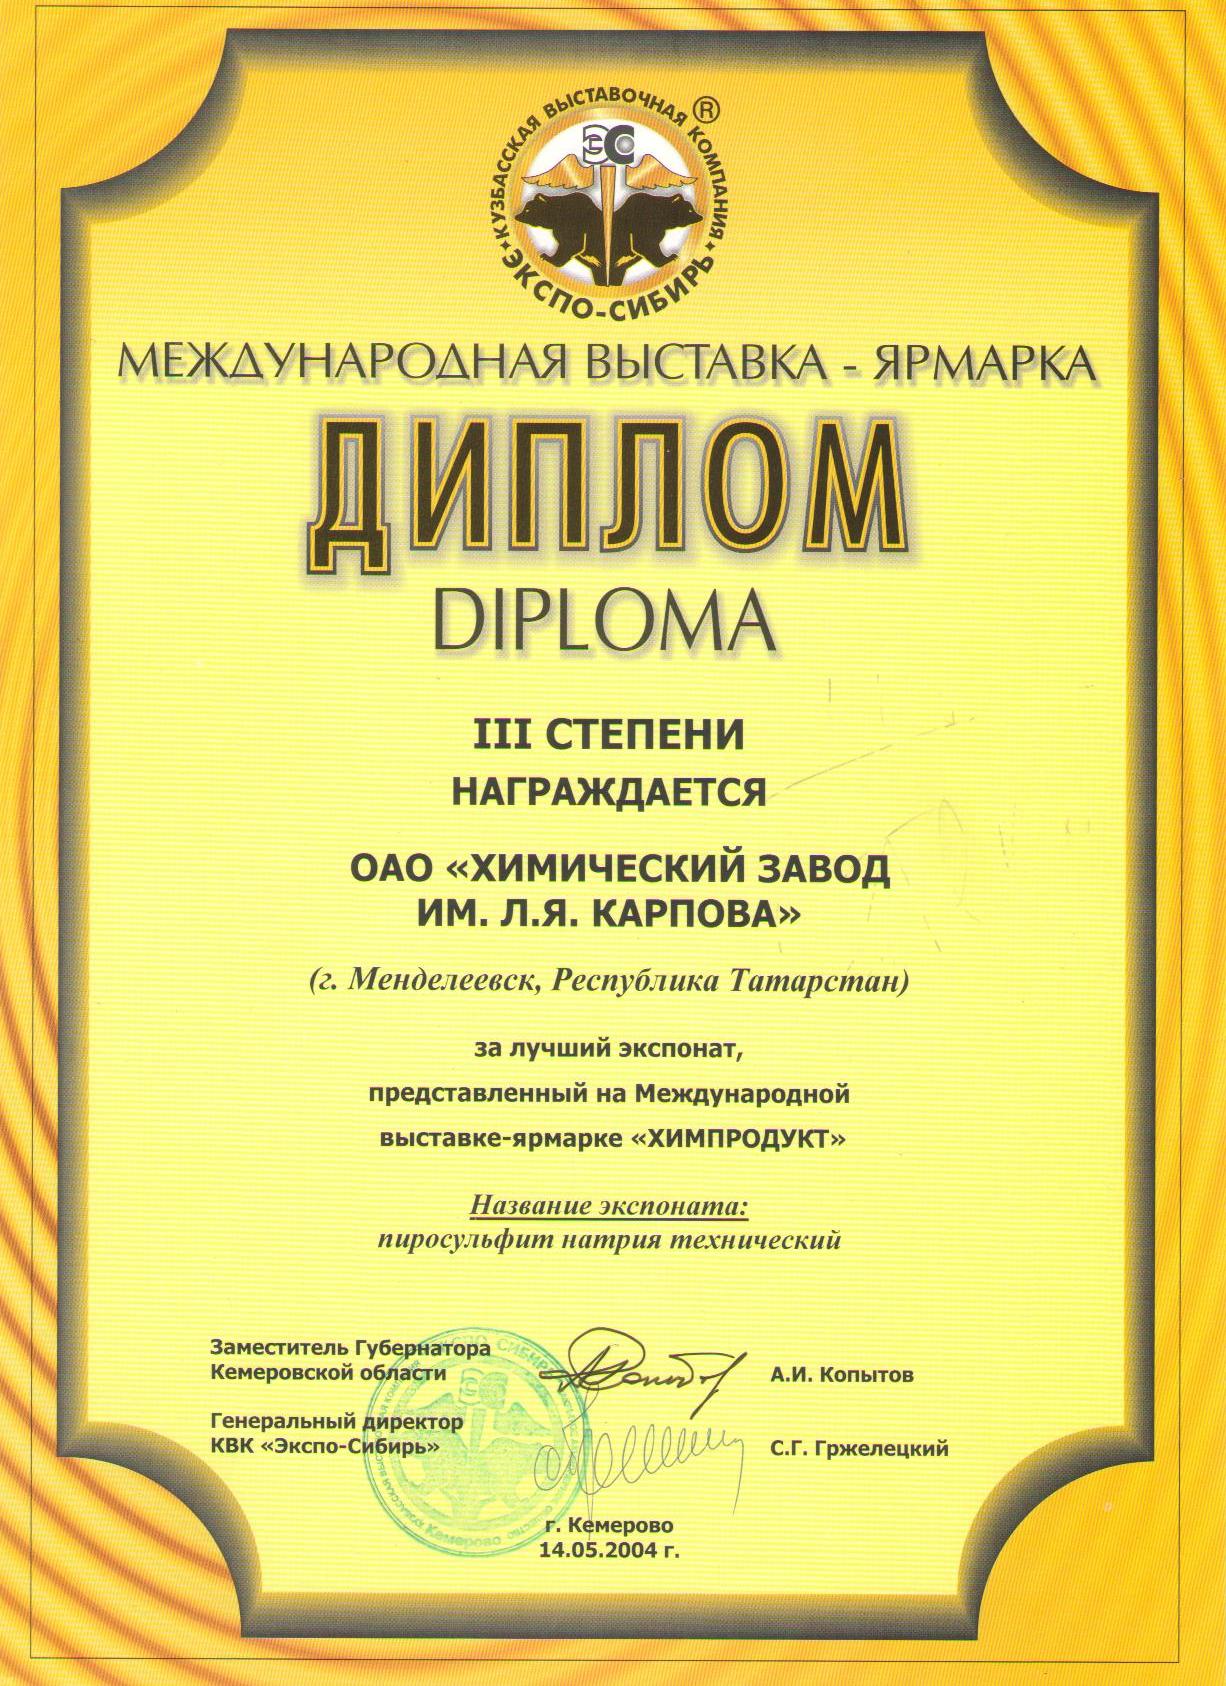 КУЗБАССКАЯ ВЫСТАВОЧНАЯ КОМПАНИЯ ®
ЭС
ЭКСПО-СИБИРЬ
МЕЖДУНАРОДНАЯ ВЫСТАВКА - ЯРМАРКА
ДИПЛОМ
DIPLOMA
III СТЕПЕНИ
НАГРАЖДАЕТСЯ
ОАО «ХИМИЧЕСКИЙ ЗАВОД
ИМ. Л.Я. КАРПОВА»
(г. Менделеевск, Республика Татарстан)
за лучший экспонат,
представленный на Международной
выставке-ярмарке «ХИМПРОДУКТ»
Название экспоната:
пиросульфит натрия технический
Заместитель Губернатора
Кемеровской области
А.И. Копытов
Генеральный директор
КВК «Экспо-Сибирь»
С.Г. Гржелецкий
г. Кемерово
14.05.2004 г.